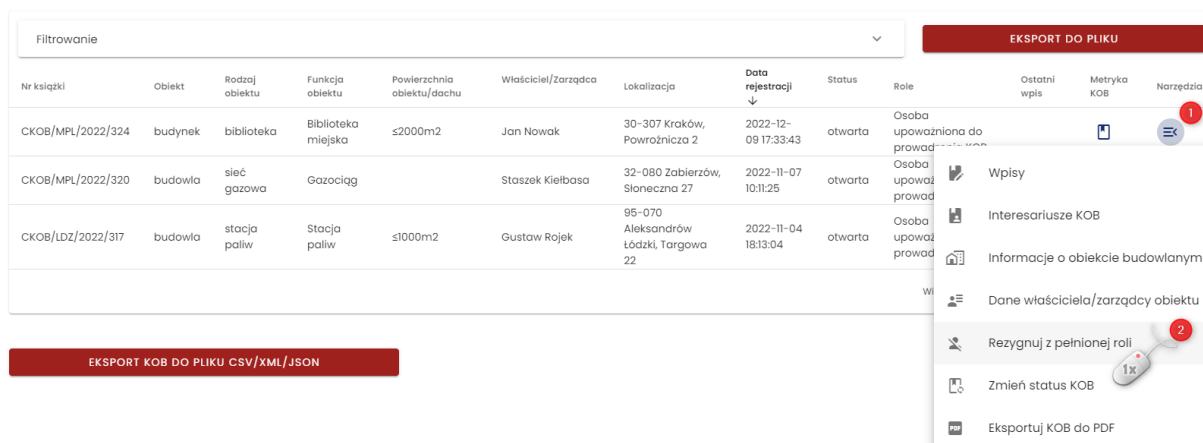 Filtrowanie
EKSPORT DO PLIKU
Nr książki Obiekt Rodzaj obiektu Funkcja obiektu Powierzchnia obiektu/dachu Właściciel/Zarządca Lokalizacja Data rejestracji ↓ Status Role Ostatni wpis Metryka KOB Narzędzia
1
CKOB/MPL/2022/324 budynek biblioteka Biblioteka miejska ≤2000m2 Jan Nowak 30-307 Kraków, Powroźnicza 2 2022-12-09 17:33:43 otwarta Osoba upoważniona do prowadzenia KOB
CKOB/MPL/2022/320 budowla sieć gazowa Gazociąg Staszek Kiełbasa 32-080 Zabierzów, Słoneczna 27 2022-11-07 10:11:25 otwarta Osoba
CKOB/LDZ/2022/317 budowla stacja paliw Stacja paliw ≤1000m2 Gustaw Rojek 95-070 Aleksandrów Łódzki, Targowa 22 2022-11-04 18:13:04 otwarta Osoba
Wpisy
Interesariusze KOB
Informacje o obiekcie budowlanym
Dane właściciela/zarządcy obiektu
Rezygnuj z pełnionej roli
2
1x
Zmień status KOB
PDF Eksportuj KOB do PDF
EKSPORT KOB DO PLIKU CSV/XML/JSON